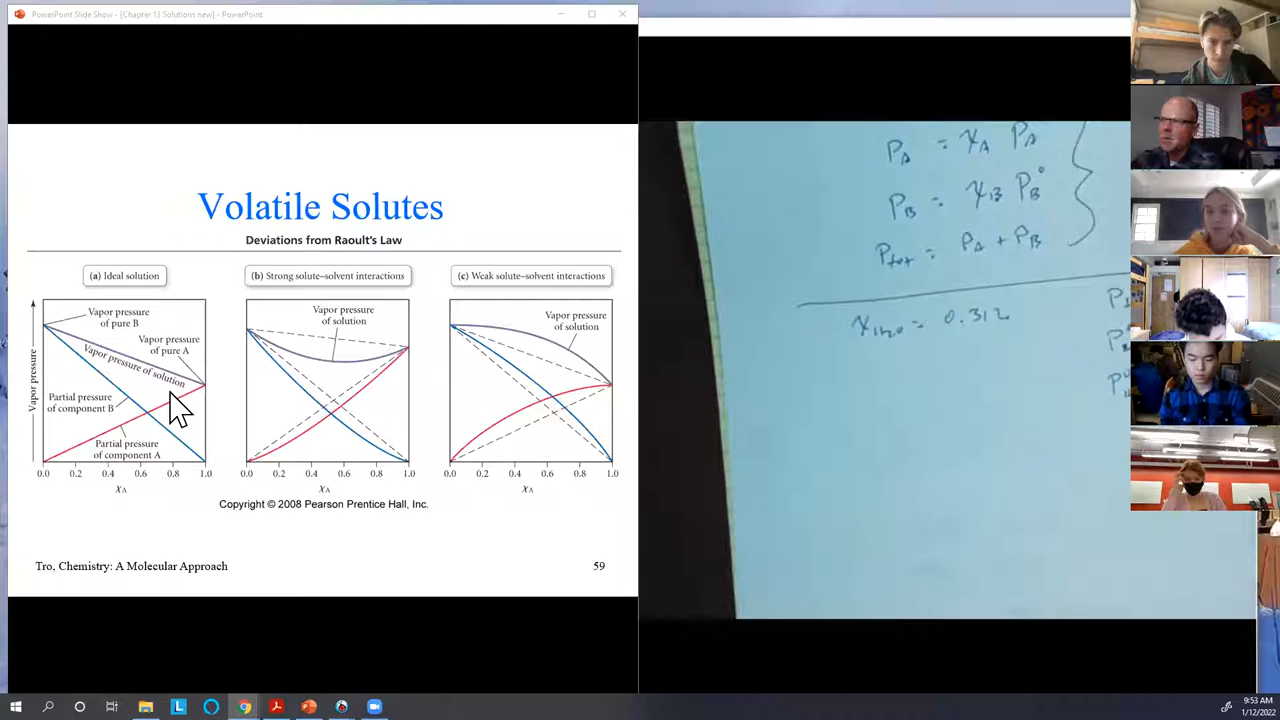 PowerPoint Slide Show - [Chapter 13 Solutions new] - PowerPoint
Volatile Solutes
Deviations from Raoult's Law
(a) Ideal solution
(b) Strong solute–solvent interactions
(c) Weak solute–solvent interactions
Vapor pressure
Vapor pressure
of pure B
Vapor pressure
of pure A
Vapor pressure of solution
Partial pressure
of component B
Partial pressure
of component A
0.0 0.2 0.4 0.6 0.8 1.0
χA
Vapor pressure
of solution
0.0 0.2 0.4 0.6 0.8 1.0
χA
Vapor pressure
of solution
0.0 0.2 0.4 0.6 0.8 1.0
χA
Copyright © 2008 Pearson Prentice Hall, Inc.
Tro, Chemistry: A Molecular Approach
59
PA = χA PA°
PB = χB PB°
Ptot = PA + PB
χH2O = 0.312
9:53 AM
1/12/2022